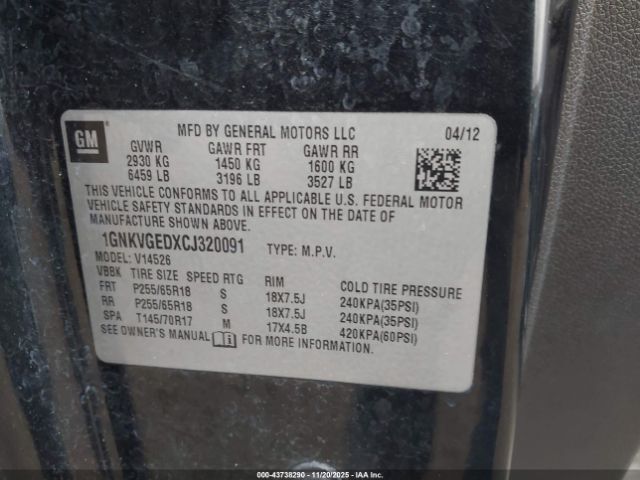 GM
MFD BY GENERAL MOTORS LLC 04/12
GVWR GAWR FRT GAWR RR
2930 KG 1450 KG 1600 KG
6459 LB 3196 LB 3527 LB
THIS VEHICLE CONFORMS TO ALL APPLICABLE U.S. FEDERAL MOTOR
VEHICLE SAFETY STANDARDS IN EFFECT ON THE DATE OF
MANUFACTURE SHOWN ABOVE.
1GNKVGEDXCJ320091 TYPE: M.P.V.
MODEL: V14526
VBBK TIRE SIZE SPEED RTG RIM COLD TIRE PRESSURE
FRT P255/65R18 S 18X7.5J 240KPA(35PSI)
RR P255/65R18 S 18X7.5J 240KPA(35PSI)
SPA T145/70R17 M 17X4.5B 420KPA(60PSI)
SEE OWNER'S MANUAL FOR MORE INFORMATION.
000-43738290 - 11/20/2025 - IAAI Holdings, LLC